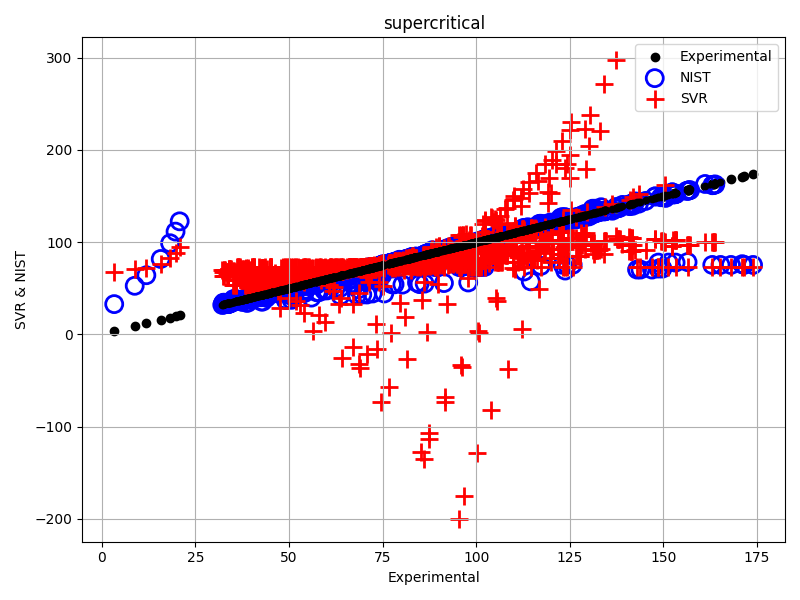 supercritical
Experimental
NIST
SVR
300
200
100
0
−100
−200
SVR & NIST
0 25 50 75 100 125 150 175
Experimental